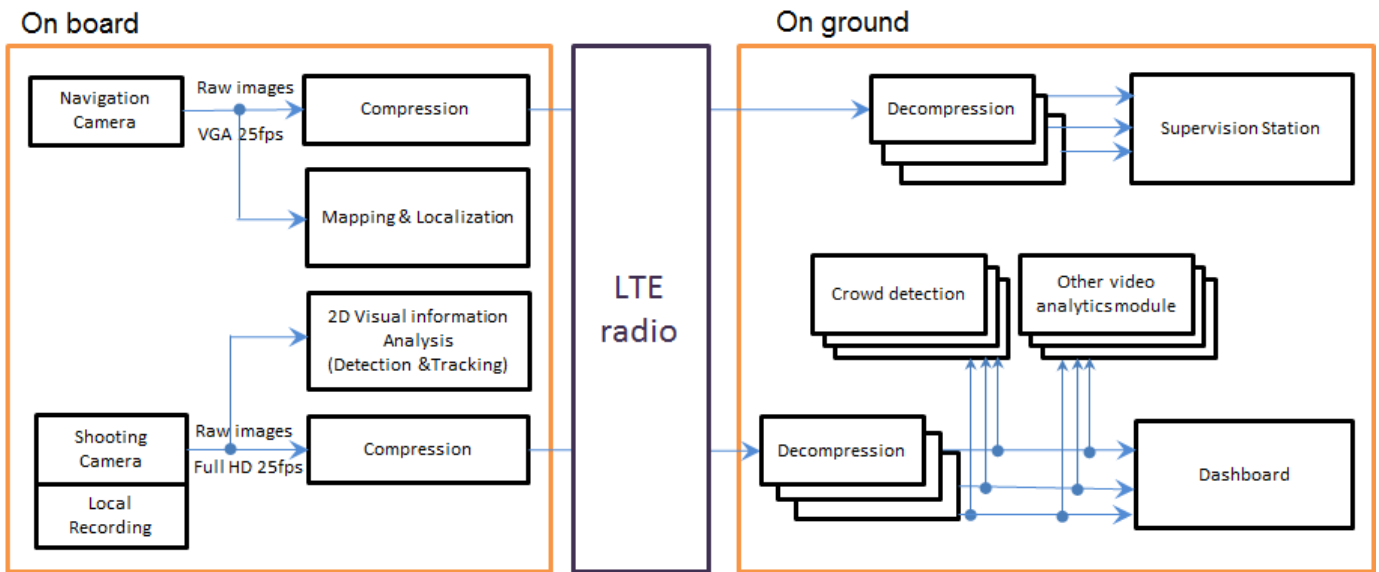 On board
On ground
Navigation
Camera
Raw images
VGA 25fps
Compression
Mapping & Localization
2D Visual information
Analysis
(Detection &Tracking)
Shooting
Camera
Local
Recording
Raw images
Full HD 25fps
Compression
LTE
radio
Decompression
Supervision Station
Crowd detection
Other video
analytics module
Decompression
Dashboard